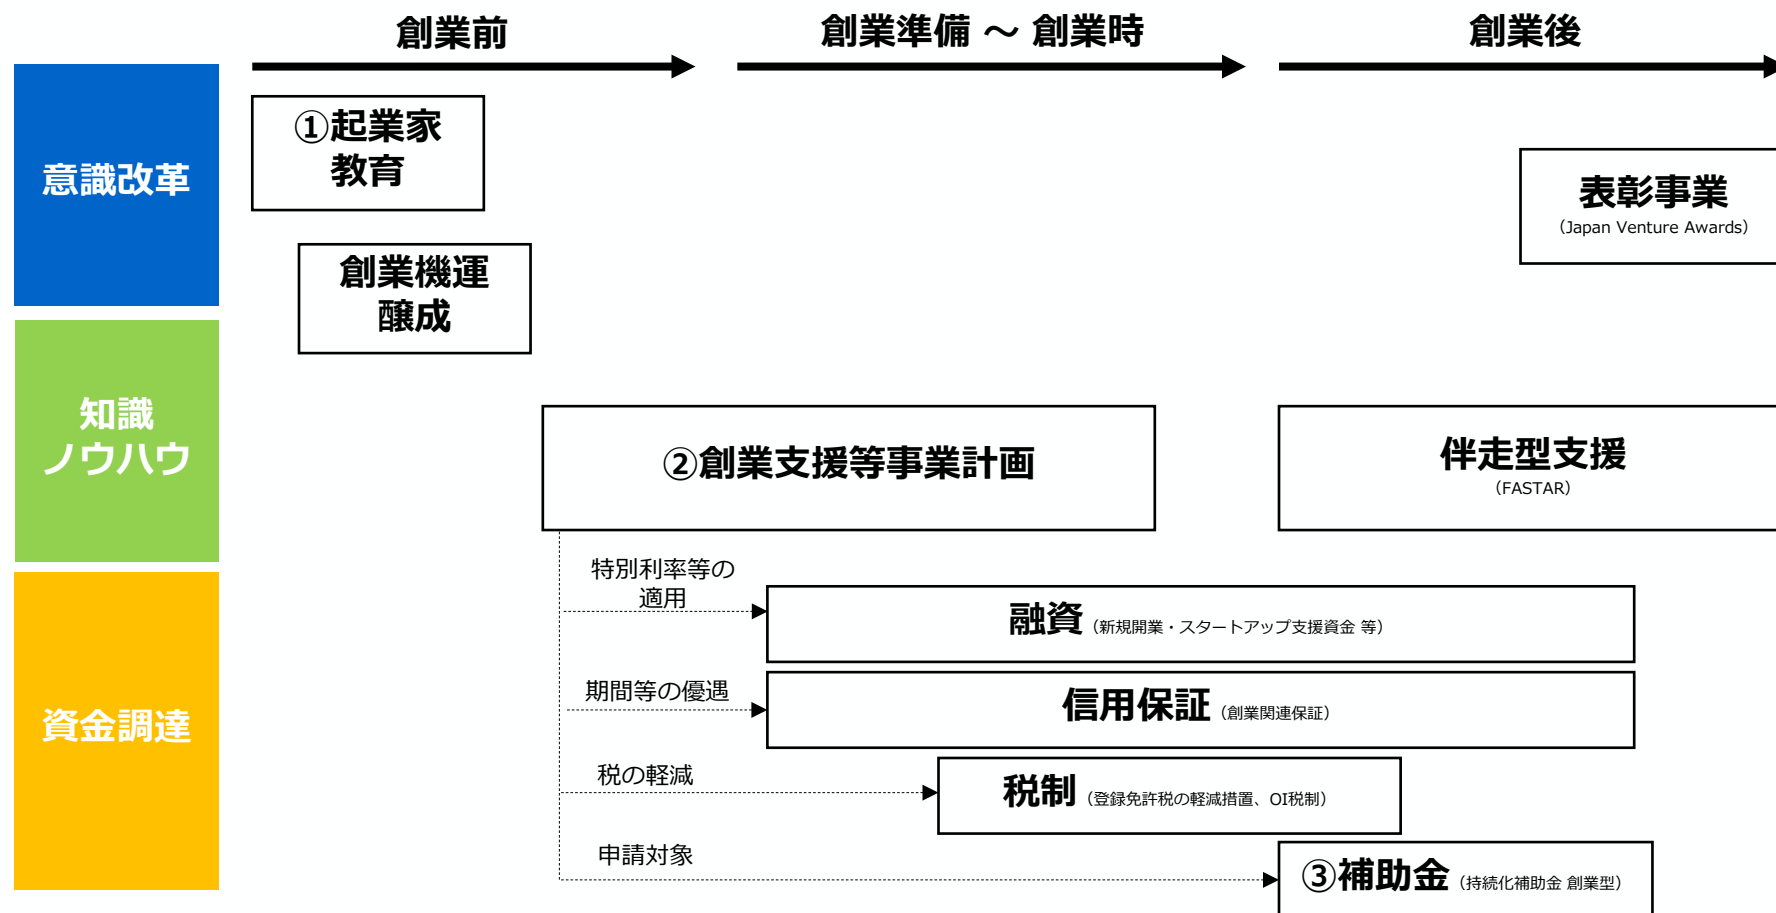 創業前
創業準備 ～ 創業時
創業後
意識改革
①起業家
教育
創業機運
醸成
表彰事業
（Japan Venture Awards）
知識
ノウハウ
②創業支援等事業計画
伴走型支援
（FASTAR）
資金調達
特別利率等の
適用
融資（新規開業・スタートアップ支援資金 等）
期間等の優遇
信用保証（創業関連保証）
税の軽減
税制（登録免許税の軽減措置、OI税制）
申請対象
③補助金（持続化補助金 創業型）